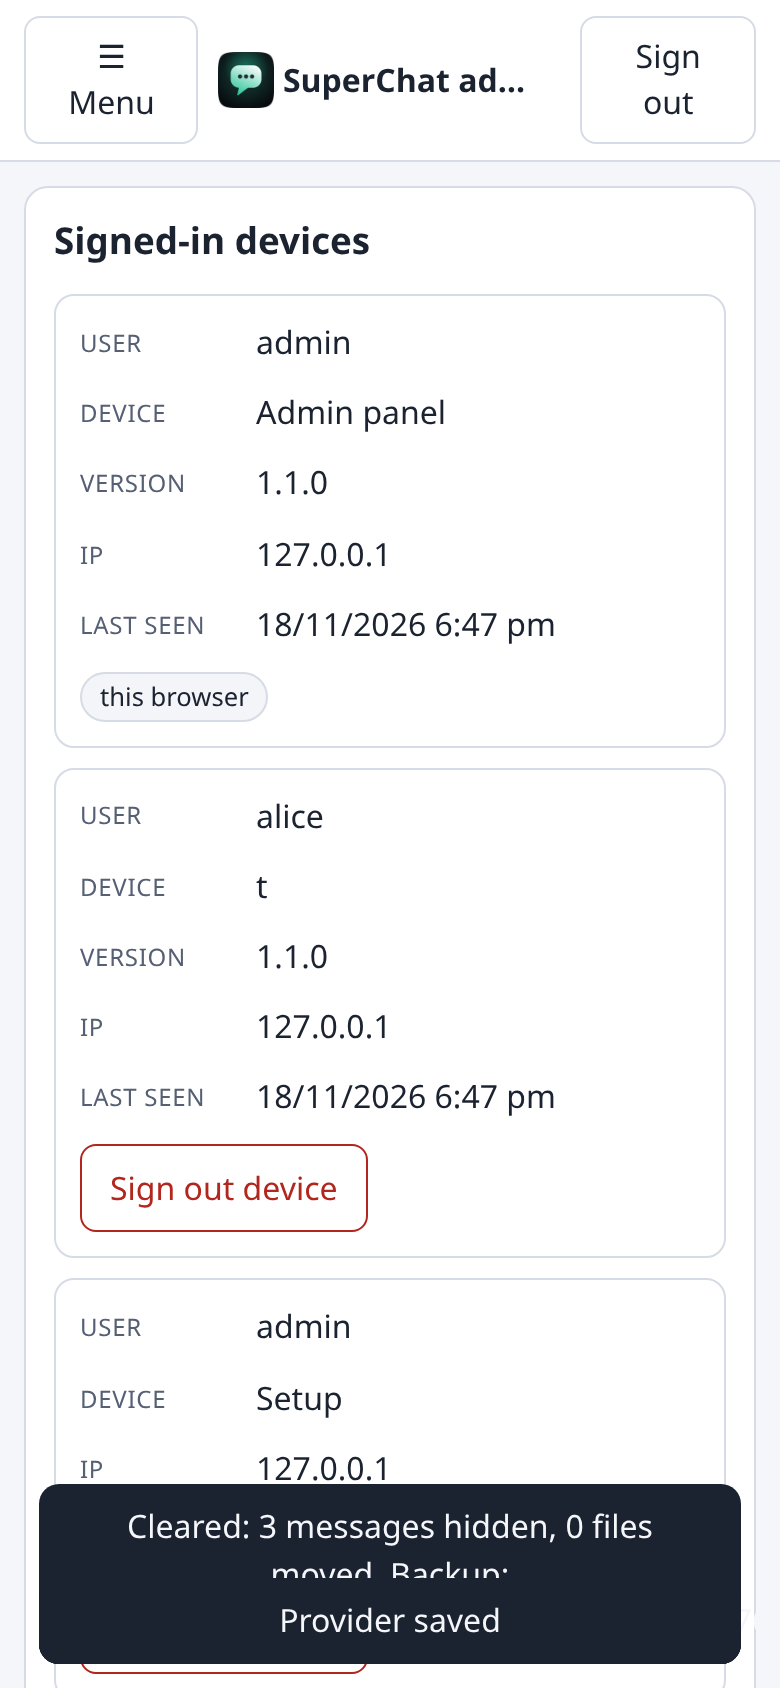 ☰
Menu
SuperChat ad...
Sign
out
Signed-in devices
USER admin
DEVICE Admin panel
VERSION 1.1.0
IP 127.0.0.1
LAST SEEN 18/11/2026 6:47 pm
this browser
USER alice
DEVICE t
VERSION 1.1.0
IP 127.0.0.1
LAST SEEN 18/11/2026 6:47 pm
Sign out device
USER admin
DEVICE Setup
IP 127.0.0.1
Cleared: 3 messages hidden, 0 files
moved. Backup:
Provider saved